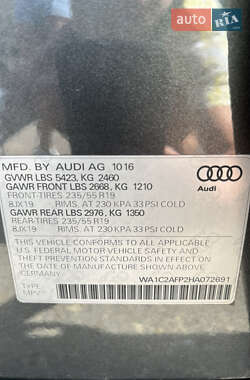 AUTO.RIA.com
MFD. BY AUDI AG 10 16
GVWR LBS 5423, KG 2460
GAWR FRONT LBS 2668, KG 1210
FRONT-TIRES 235/55 R19
8JX19 RIMS. AT 230 KPA 33 PSI COLD
GAWR REAR LBS 2976, KG 1350
REAR-TIRES 235/55 R19
8JX19 RIMS. AT 230 KPA 33 PSI COLD
Audi
THIS VEHICLE CONFORMS TO ALL APPLICABLE
U.S. FEDERAL MOTOR VEHICLE SAFETY AND
THEFT PREVENTION STANDARDS IN EFFECT
ON THE DATE OF MANUFACTURE SHOWN ABOVE
GERMANY
WA1C2AFP2HA072691
TYPE:
MPV